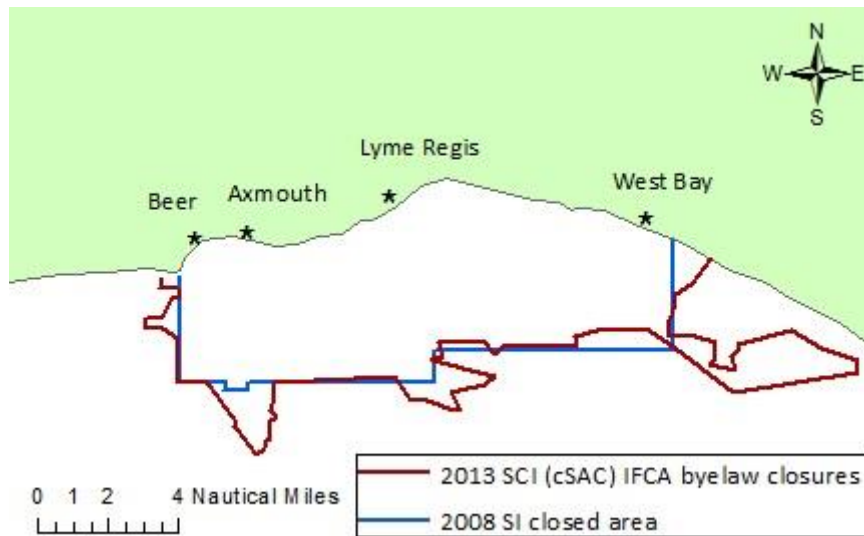 N
W E
S
Lyme Regis
West Bay
Beer
Axmouth
0 1 2 4 Nautical Miles
2013 SCI (cSAC) IFCA byelaw closures
2008 SI closed area